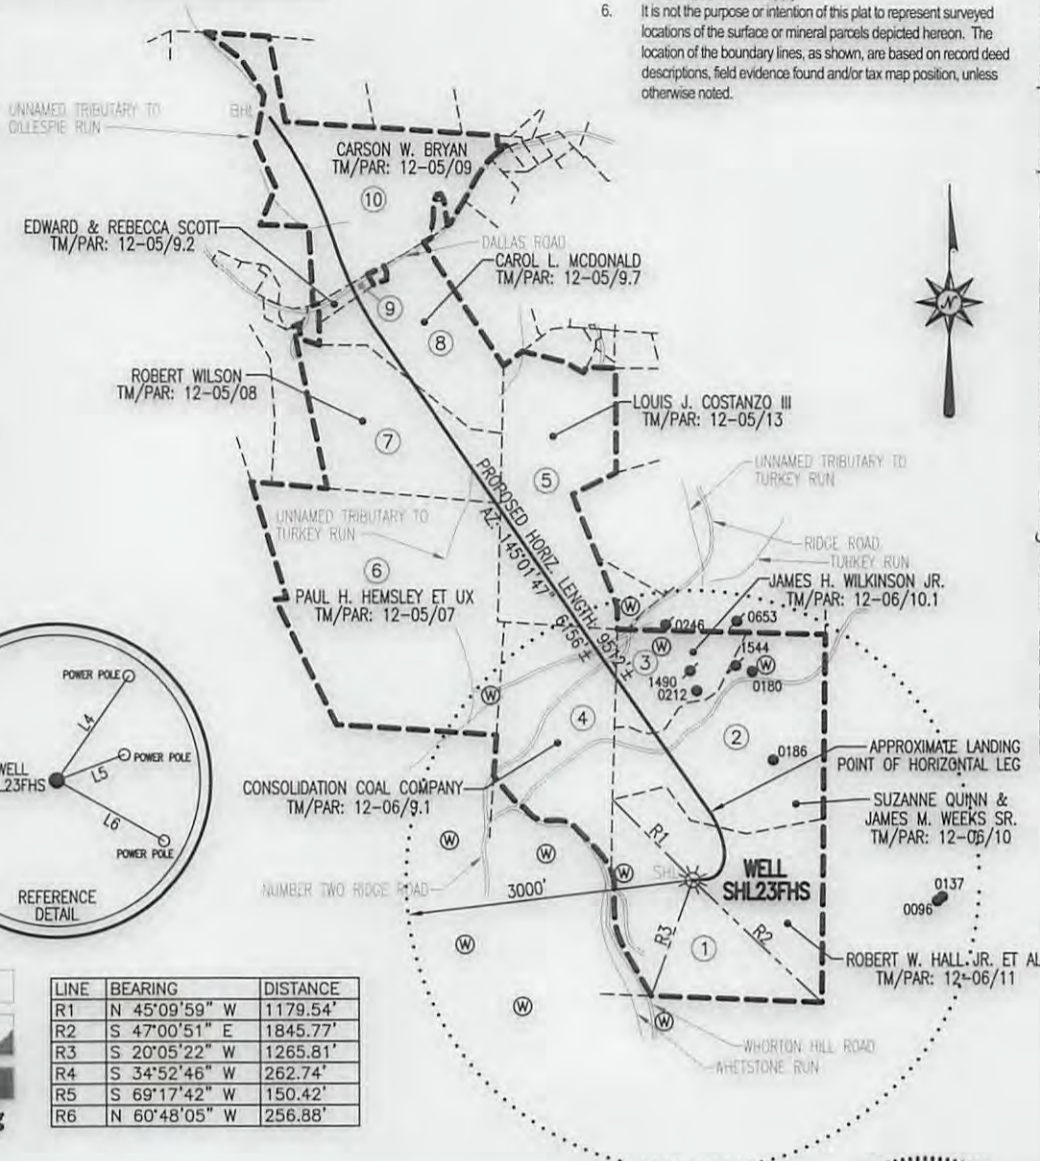 6. It is not the purpose or intention of this plat to represent surveyed
locations of the surface or mineral parcels depicted hereon. The
location of the boundary lines, as shown, are based on record deed
descriptions, field evidence found and/or tax map position, unless
otherwise noted.
UNNAMED TRIBUTARY TO
GILLESPIE RUN
BHL
CARSON W. BRYAN
TM/PAR: 12-05/09
10
EDWARD & REBECCA SCOTT
TM/PAR: 12-05/9.2
DALLAS ROAD
CAROL L. MCDONALD
TM/PAR: 12-05/9.7
N
9
8
ROBERT WILSON
TM/PAR: 12-05/08
7
LOUIS J. COSTANZO III
TM/PAR: 12-05/13
5
PROPOSED HORIZ. LENGTH: 9512'±
AZ: 145°01'47" 6156'±
UNNAMED TRIBUTARY TO
TURKEY RUN
RIDGE ROAD
TURKEY RUN
UNNAMED TRIBUTARY TO
TURKEY RUN
6
PAUL H. HEMSLEY ET UX
TM/PAR: 12-05/07
JAMES H. WILKINSON JR.
TM/PAR: 12-06/10.1
W
0246
0653
W
3
1544
W
1490
0180
0212
W
4
2
0186
APPROXIMATE LANDING
POINT OF HORIZONTAL LEG
CONSOLIDATION COAL COMPANY
TM/PAR: 12-06/9.1
SUZANNE QUINN &
JAMES M. WEEKS SR.
TM/PAR: 12-06/10
R1
W
W
W
SHL
WELL
SHL23FHS
NUMBER TWO RIDGE ROAD
3000'
0137
0096
R3
R2
1
W
ROBERT W. HALL JR. ET AL
TM/PAR: 12-06/11
W
W
WHORTON HILL ROAD
WHETSTONE RUN
POWER POLE
L4
POWER POLE
L5
WELL
L23FHS
L6
POWER POLE
REFERENCE
DETAIL
LINE BEARING DISTANCE
R1 N 45°09'59" W 1179.54'
R2 S 47°00'51" E 1845.77'
R3 S 20°05'22" W 1265.81'
R4 S 34°52'46" W 262.74'
R5 S 69°17'42" W 150.42'
R6 N 60°48'05" W 256.88'